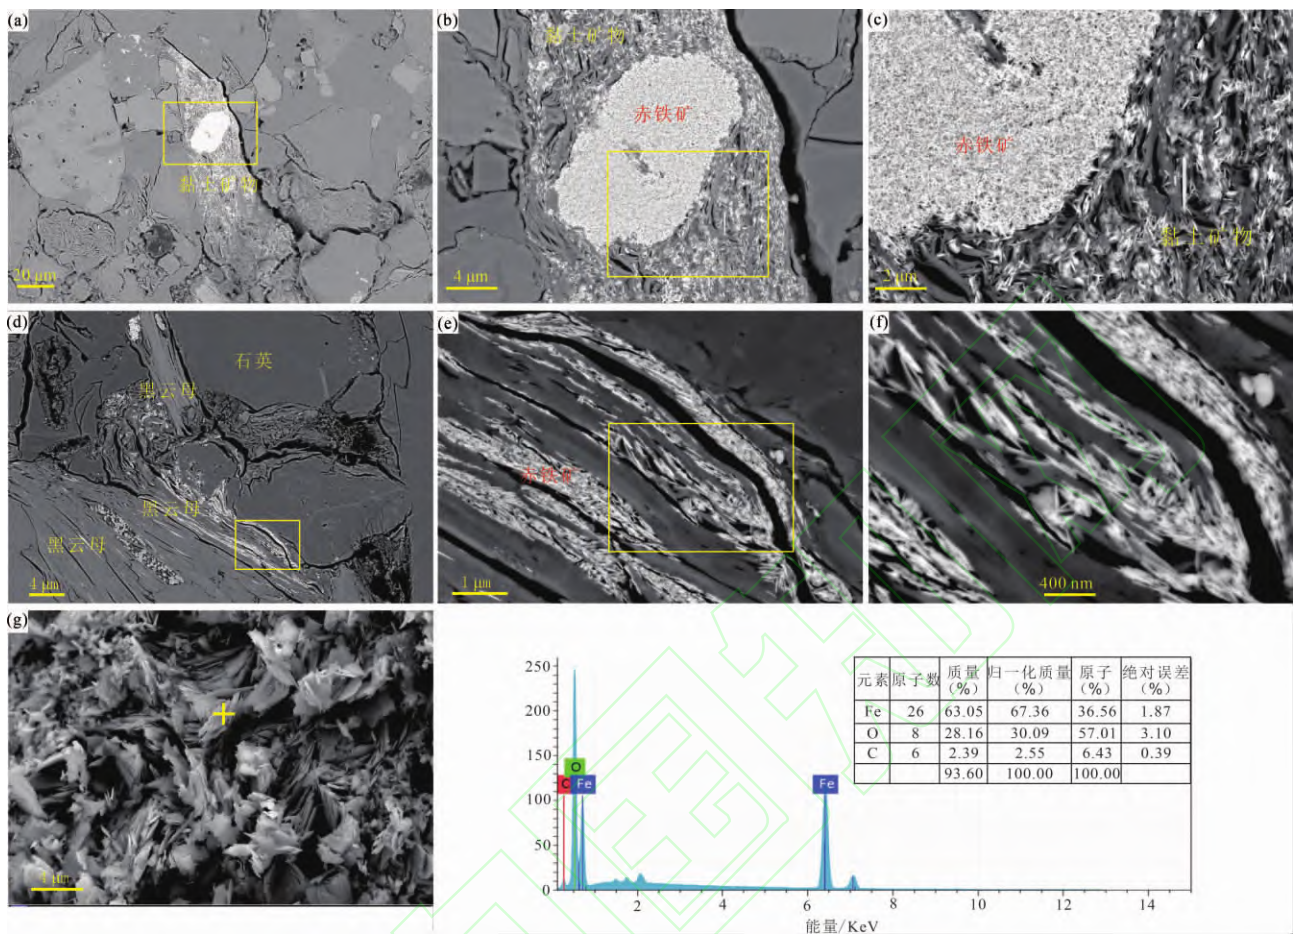 (a)
黏土矿物
20 μm
(b)
黏土矿物
赤铁矿
4 μm
(c)
赤铁矿
黏土矿物
2 μm
(d)
石英
黑云母
黑云母
黑云母
4 μm
(e)
赤铁矿
1 μm
(f)
400 nm
(g)
4 μm
250
200
150
100
50
0
C
O
Fe
Fe
2
4
6
8
10
12
14
能量/KeV
元素 原子数 质量(%) 归一化质量(%) 原子(%) 绝对误差(%)
Fe 26 63.05 67.36 36.56 1.87
O 8 28.16 30.09 57.01 3.10
C 6 2.39 2.55 6.43 0.39
93.60 100.00 100.00